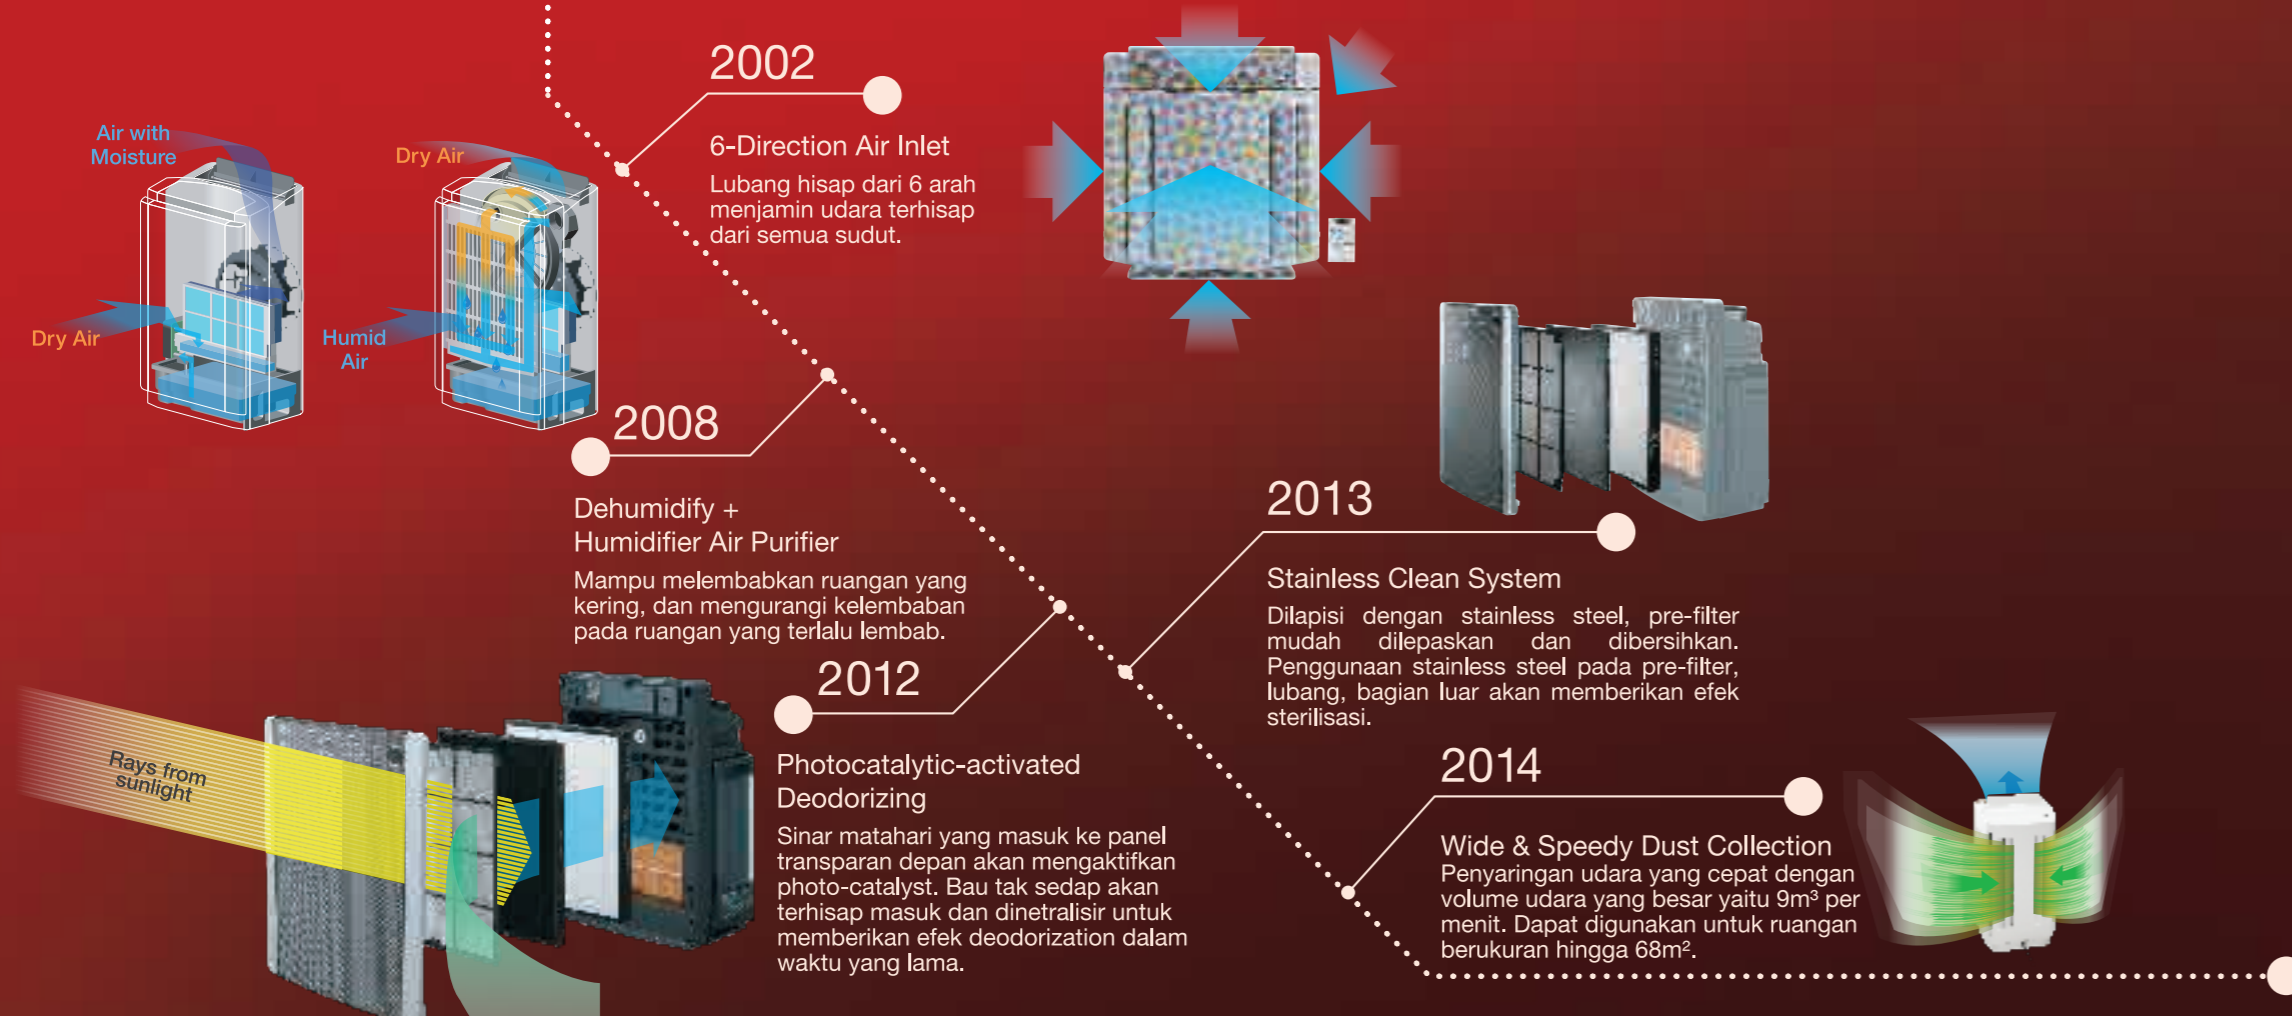 2002
6-Direction Air Inlet
Lubang hisap dari 6 arah
menjamin udara terhisap
dari semua sudut.
Air with
Moisture
Dry Air
Dry Air
Humid
Air
2008
Dehumidify +
Humidifier Air Purifier
Mampu melembabkan ruangan yang
kering, dan mengurangi kelembaban
pada ruangan yang terlalu lembab.
2012
Photocatalytic-activated
Deodorizing
Sinar matahari yang masuk ke panel
transparan depan akan mengaktifkan
photo-catalyst. Bau tak sedap akan
terhisap masuk dan dinetralisir untuk
memberikan efek deodorization dalam
waktu yang lama.
Rays from
sunlight
2013
Stainless Clean System
Dilapisi dengan stainless steel, pre-filter
mudah dilepaskan dan dibersihkan.
Penggunaan stainless steel pada pre-filter,
lubang, bagian luar akan memberikan efek
sterilisasi.
2014
Wide & Speedy Dust Collection
Penyaringan udara yang cepat dengan
volume udara yang besar yaitu 9m³ per
menit. Dapat digunakan untuk ruangan
berukuran hingga 68m².